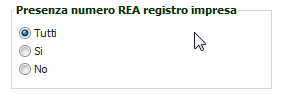 Presenza numero REA registro impresa
Tutti
Si
No